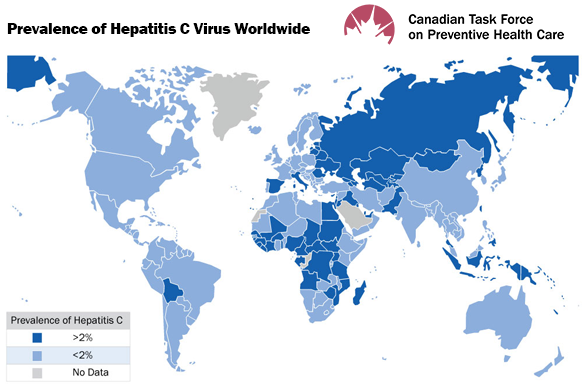 Prevalence of Hepatitis C Virus Worldwide
Canadian Task Force
on Preventive Health Care
Prevalence of Hepatitis C
>2%
<2%
No Data